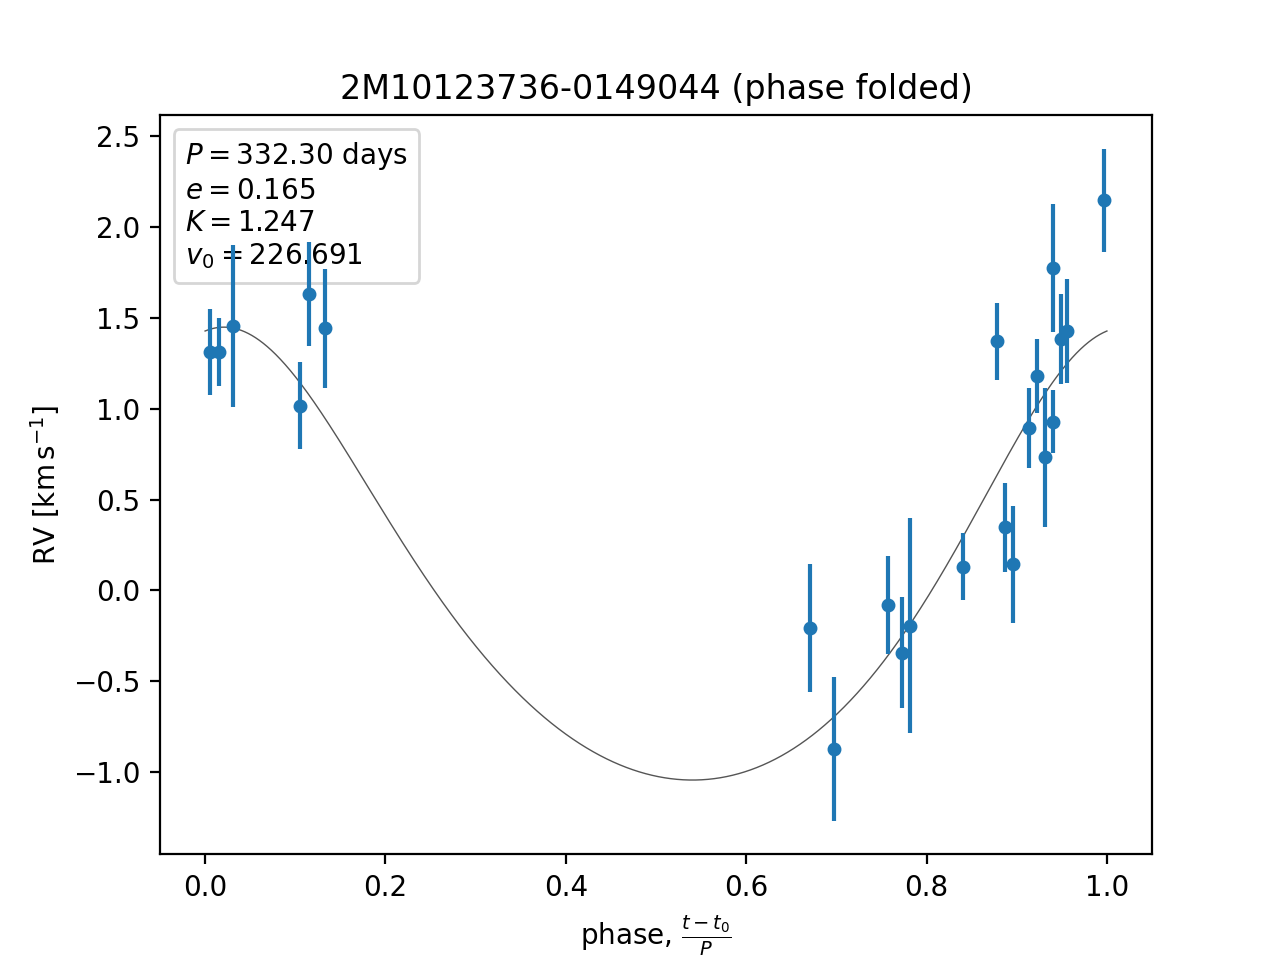 2M10123736-0149044 (phase folded)
P = 332.30 days
e = 0.165
K = 1.247
v₀ = 226.691
2.5
2.0
1.5
1.0
0.5
0.0
−0.5
−1.0
RV [km s⁻¹]
0.0 0.2 0.4 0.6 0.8 1.0
phase, (t − t₀)/P